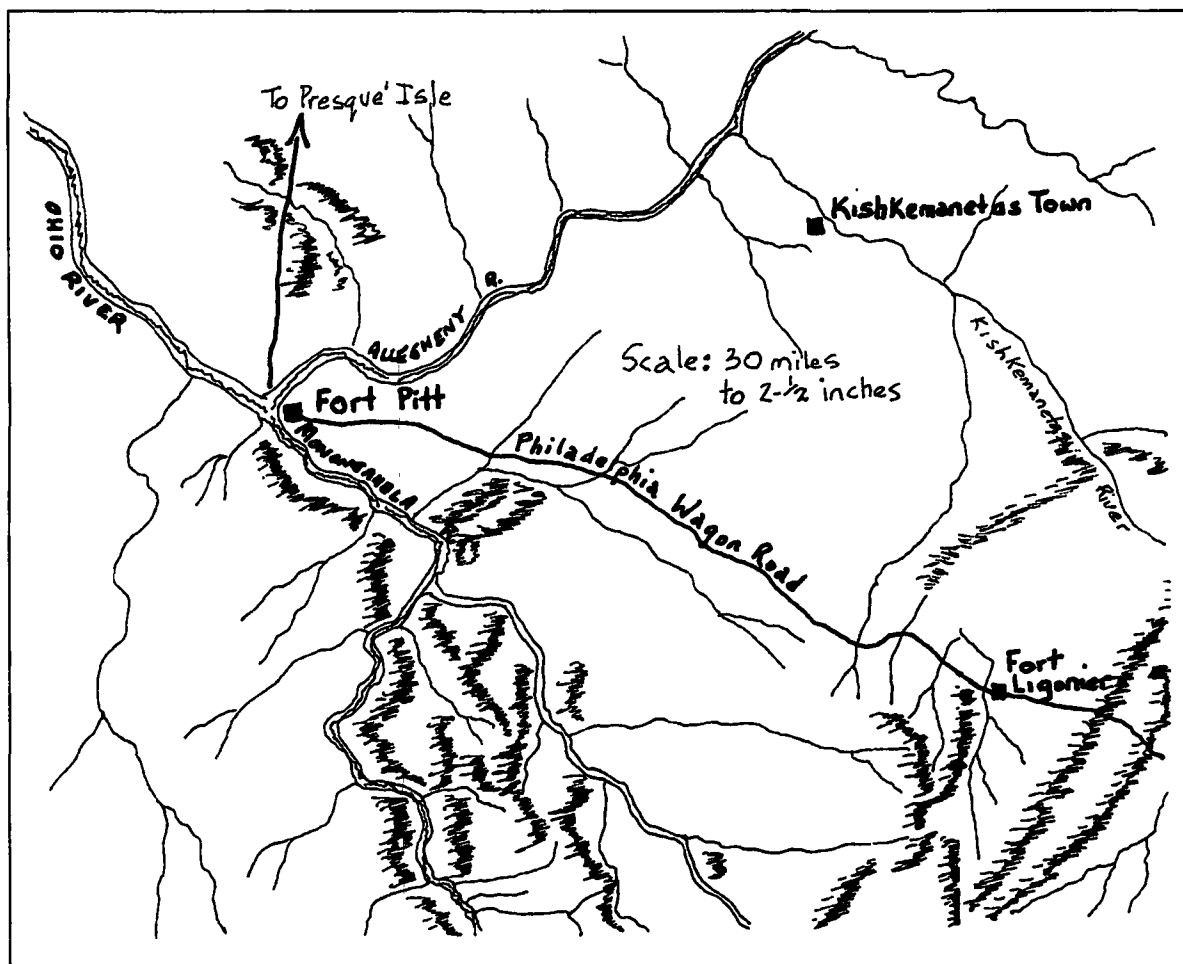 To Presque' Isle
OHIO
RIVER
ALLEGHENY R.
Kishkemanetas Town
Scale: 30 miles
to 2-½ inches
Fort Pitt
MONONGAHELA
Philadelphia Wagon Road
Kishkemanetas
River
Fort
Ligonier